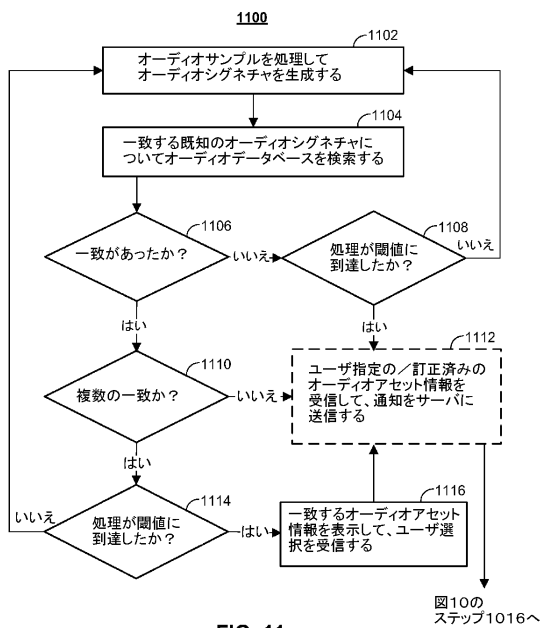 1100
1102
オーディオサンプルを処理して
オーディオシグネチャを生成する
1104
一致する既知のオーディオシグネチャに
ついてオーディオデータベースを検索する
1106
一致があったか？
いいえ
1108
処理が閾値に
到達したか？
いいえ
はい
はい
1110
複数の一致か？
いいえ
1112
ユーザ指定の／訂正済みの
オーディオアセット情報を
受信して、通知をサーバに
送信する
はい
1114
処理が閾値に
到達したか？
いいえ
はい
1116
一致するオーディオアセット
情報を表示して、ユーザ選
択を受信する
図10の
ステップ1016へ
FIG. 11